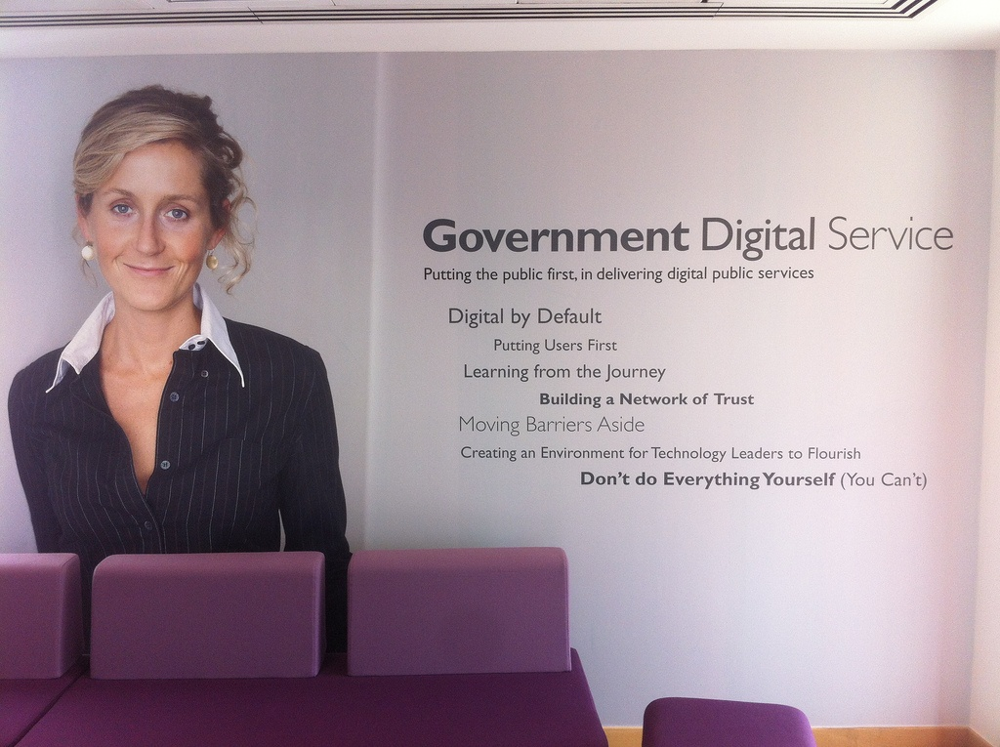 Government Digital Service
Putting the public first, in delivering digital public services
Digital by Default
Putting Users First
Learning from the Journey
Building a Network of Trust
Moving Barriers Aside
Creating an Environment for Technology Leaders to Flourish
Don't do Everything Yourself (You Can't)